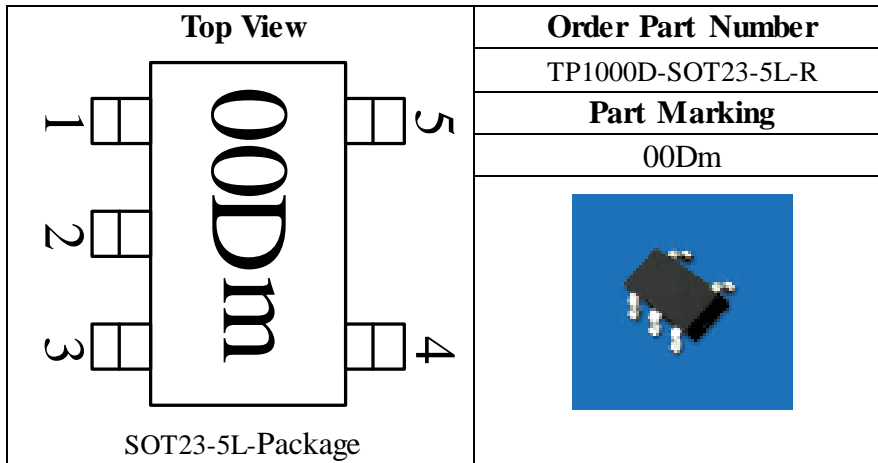 Top View
1
2
3
00Dm
5
4
SOT23-5L-Package
Order Part Number
TP1000D-SOT23-5L-R
Part Marking
00Dm